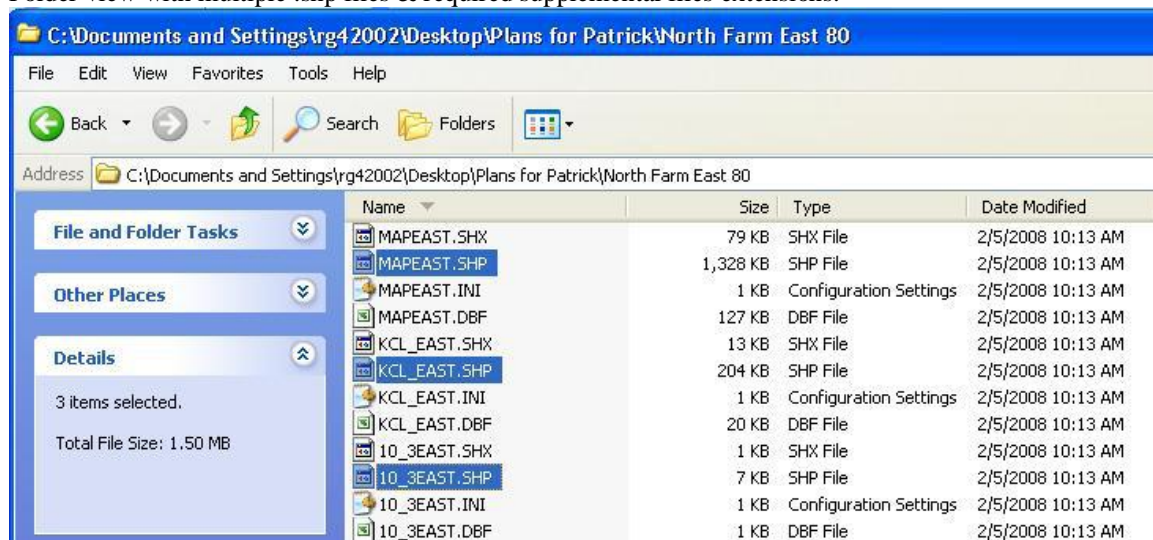 Folder view with multiple .shp files & required supplemental files extensions.
C:\Documents and Settings\rg42002\Desktop\Plans for Patrick\North Farm East 80
File Edit View Favorites Tools Help
Back Search Folders
Address C:\Documents and Settings\rg42002\Desktop\Plans for Patrick\North Farm East 80
File and Folder Tasks
Other Places
Details
3 items selected.
Total File Size: 1.50 MB
Name Size Type Date Modified
MAPEAST.SHX 79 KB SHX File 2/5/2008 10:13 AM
MAPEAST.SHP 1,328 KB SHP File 2/5/2008 10:13 AM
MAPEAST.INI 1 KB Configuration Settings 2/5/2008 10:13 AM
MAPEAST.DBF 127 KB DBF File 2/5/2008 10:13 AM
KCL_EAST.SHX 13 KB SHX File 2/5/2008 10:13 AM
KCL_EAST.SHP 204 KB SHP File 2/5/2008 10:13 AM
KCL_EAST.INI 1 KB Configuration Settings 2/5/2008 10:13 AM
KCL_EAST.DBF 20 KB DBF File 2/5/2008 10:13 AM
10_3EAST.SHX 1 KB SHX File 2/5/2008 10:13 AM
10_3EAST.SHP 7 KB SHP File 2/5/2008 10:13 AM
10_3EAST.INI 1 KB Configuration Settings 2/5/2008 10:13 AM
10_3EAST.DBF 1 KB DBF File 2/5/2008 10:13 AM